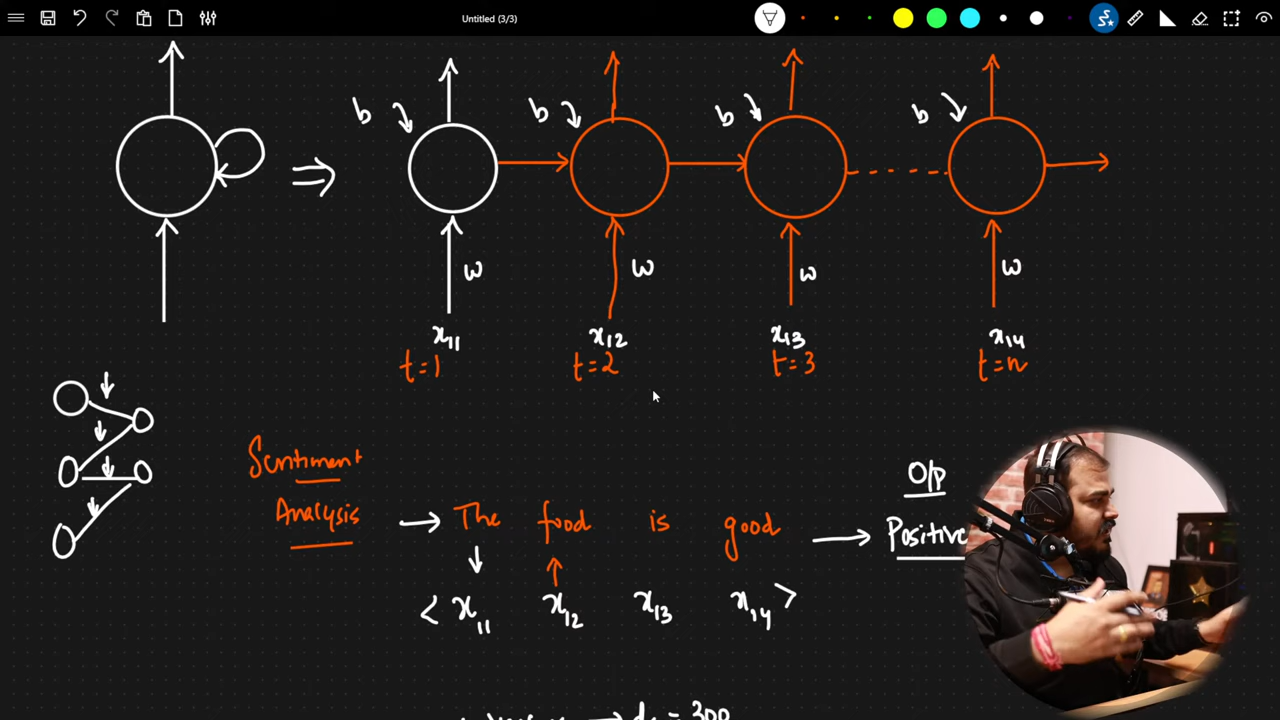 Untitled (3/3)
b b b b
w w w w
x11 x12 x13 x14
t=1 t=2 t=3 t=n
Sentiment
Analysis → The food is good → Positive
O/p
< x11 x12 x13 x14 >
→ = 300